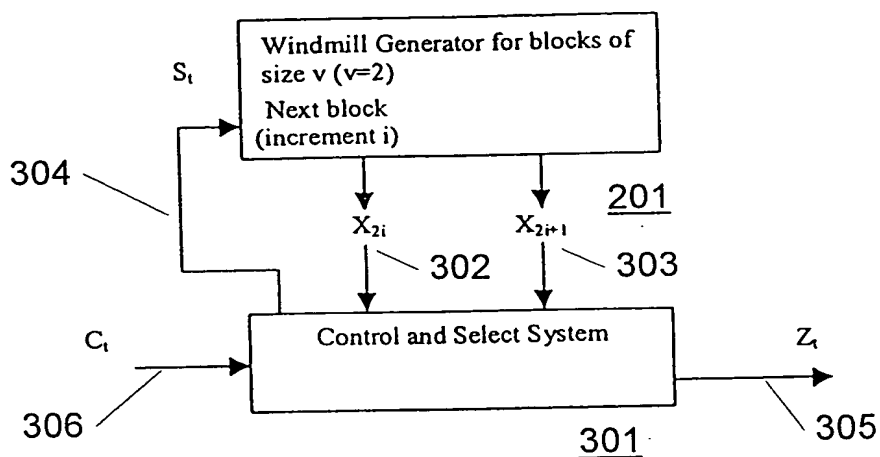 Windmill Generator for blocks of
size v (v=2)
Next block
(increment i)
S_t
304
201
X_2i
X_2i+1
302
303
Control and Select System
C_t
Z_t
306
301
305